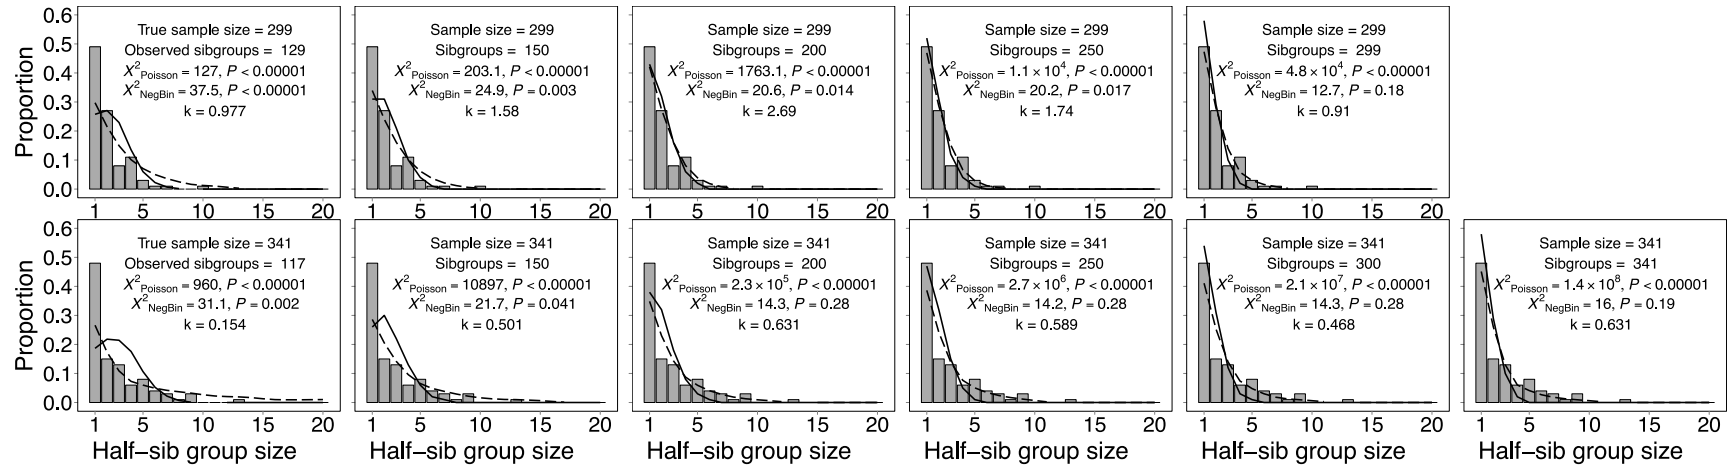 Proportion
0.6
0.5
0.4
0.3
0.2
0.1
0.0
True sample size = 299
Observed sibgroups = 129
X²Poisson = 127, P < 0.00001
X²NegBin = 37.5, P < 0.00001
k = 0.977
1 5 10 15 20
Sample size = 299
Sibgroups = 150
X²Poisson = 203.1, P < 0.00001
X²NegBin = 24.9, P = 0.003
k = 1.58
1 5 10 15 20
Sample size = 299
Sibgroups = 200
X²Poisson = 1763.1, P < 0.00001
X²NegBin = 20.6, P = 0.014
k = 2.69
1 5 10 15 20
Sample size = 299
Sibgroups = 250
X²Poisson = 1.1 × 10⁴, P < 0.00001
X²NegBin = 20.2, P = 0.017
k = 1.74
1 5 10 15 20
Sample size = 299
Sibgroups = 299
X²Poisson = 4.8 × 10⁴, P < 0.00001
X²NegBin = 12.7, P = 0.18
k = 0.91
1 5 10 15 20
Proportion
0.6
0.5
0.4
0.3
0.2
0.1
0.0
True sample size = 341
Observed sibgroups = 117
X²Poisson = 960, P < 0.00001
X²NegBin = 31.1, P = 0.002
k = 0.154
1 5 10 15 20
Half−sib group size
Sample size = 341
Sibgroups = 150
X²Poisson = 10897, P < 0.00001
X²NegBin = 21.7, P = 0.041
k = 0.501
1 5 10 15 20
Half−sib group size
Sample size = 341
Sibgroups = 200
X²Poisson = 2.3 × 10⁵, P < 0.00001
X²NegBin = 14.3, P = 0.28
k = 0.631
1 5 10 15 20
Half−sib group size
Sample size = 341
Sibgroups = 250
X²Poisson = 2.7 × 10⁶, P < 0.00001
X²NegBin = 14.2, P = 0.28
k = 0.589
1 5 10 15 20
Half−sib group size
Sample size = 341
Sibgroups = 300
X²Poisson = 2.1 × 10⁷, P < 0.00001
X²NegBin = 14.3, P = 0.28
k = 0.468
1 5 10 15 20
Half−sib group size
Sample size = 341
Sibgroups = 341
X²Poisson = 1.4 × 10⁸, P < 0.00001
X²NegBin = 16, P = 0.19
k = 0.631
1 5 10 15 20
Half−sib group size